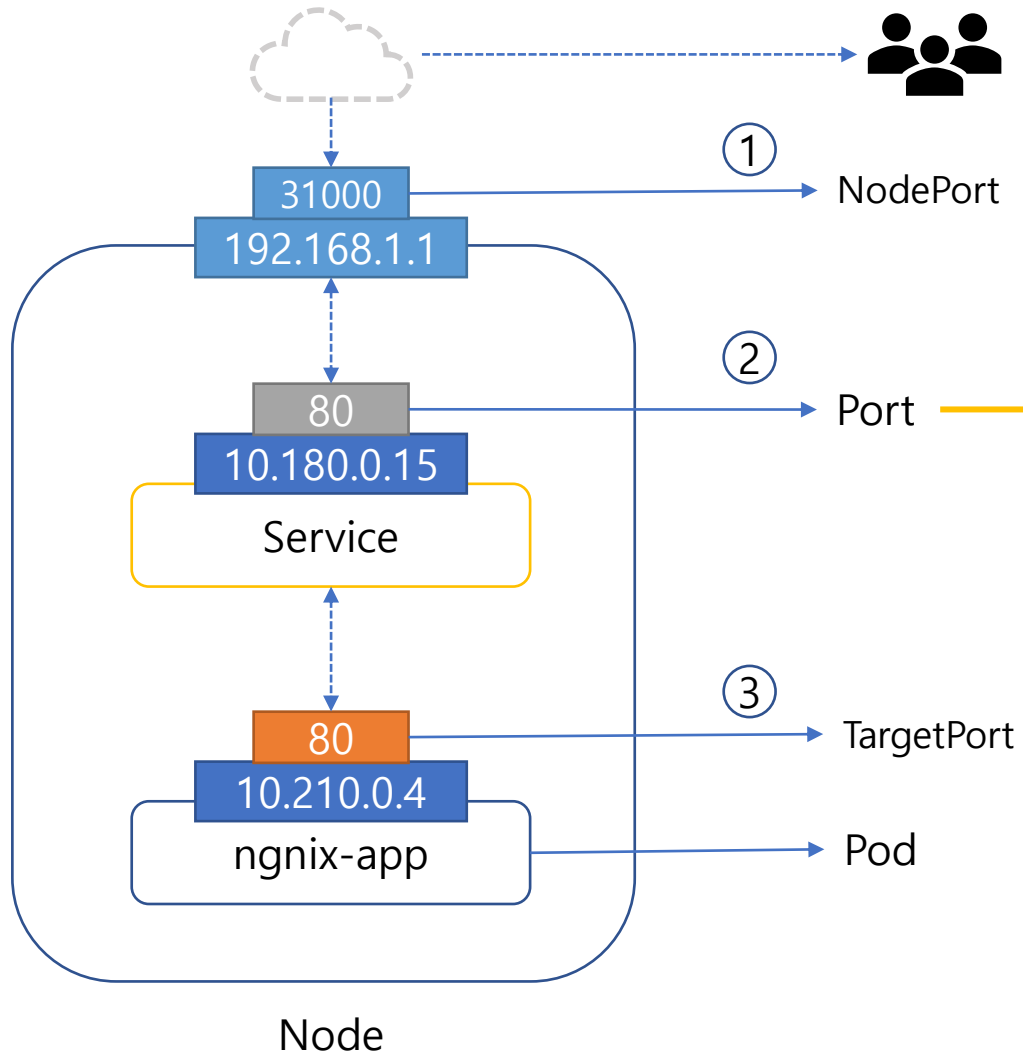 ①
31000
NodePort
192.168.1.1
②
80
Port
10.180.0.15
Service
③
80
TargetPort
10.210.0.4
ngnix-app
Pod
Node